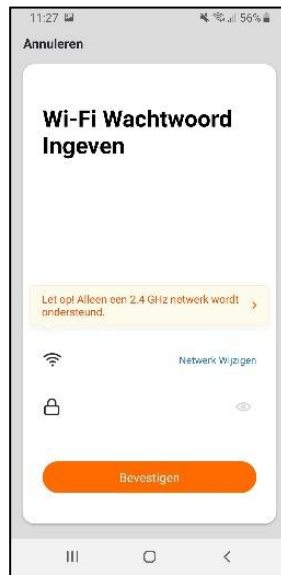 11:27 56%
Annuleren
Wi-Fi Wachtwoord
Ingeven
Let op! Alleen een 2.4 GHz netwerk wordt
ondersteund.
Netwerk Wijzigen
Bevestigen